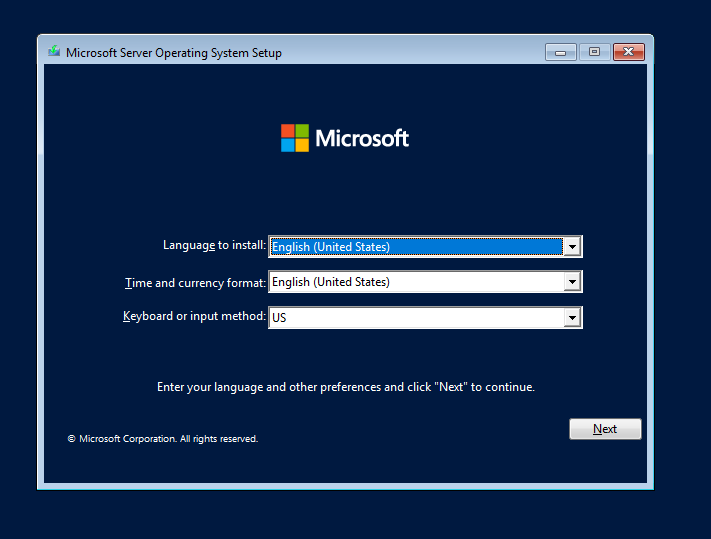 Microsoft Server Operating System Setup
Microsoft
Language to install: English (United States)
Time and currency format: English (United States)
Keyboard or input method: US
Enter your language and other preferences and click "Next" to continue.
Next
© Microsoft Corporation. All rights reserved.